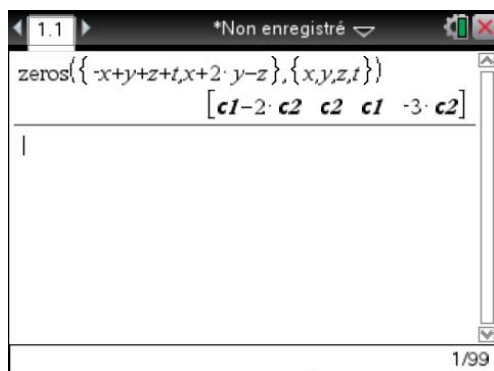 1.1 *Non enregistré
zeros({-x+y+z+t,x+2·y−z},{x,y,z,t})
[c1−2·c2 c2 c1 -3·c2]
1/99